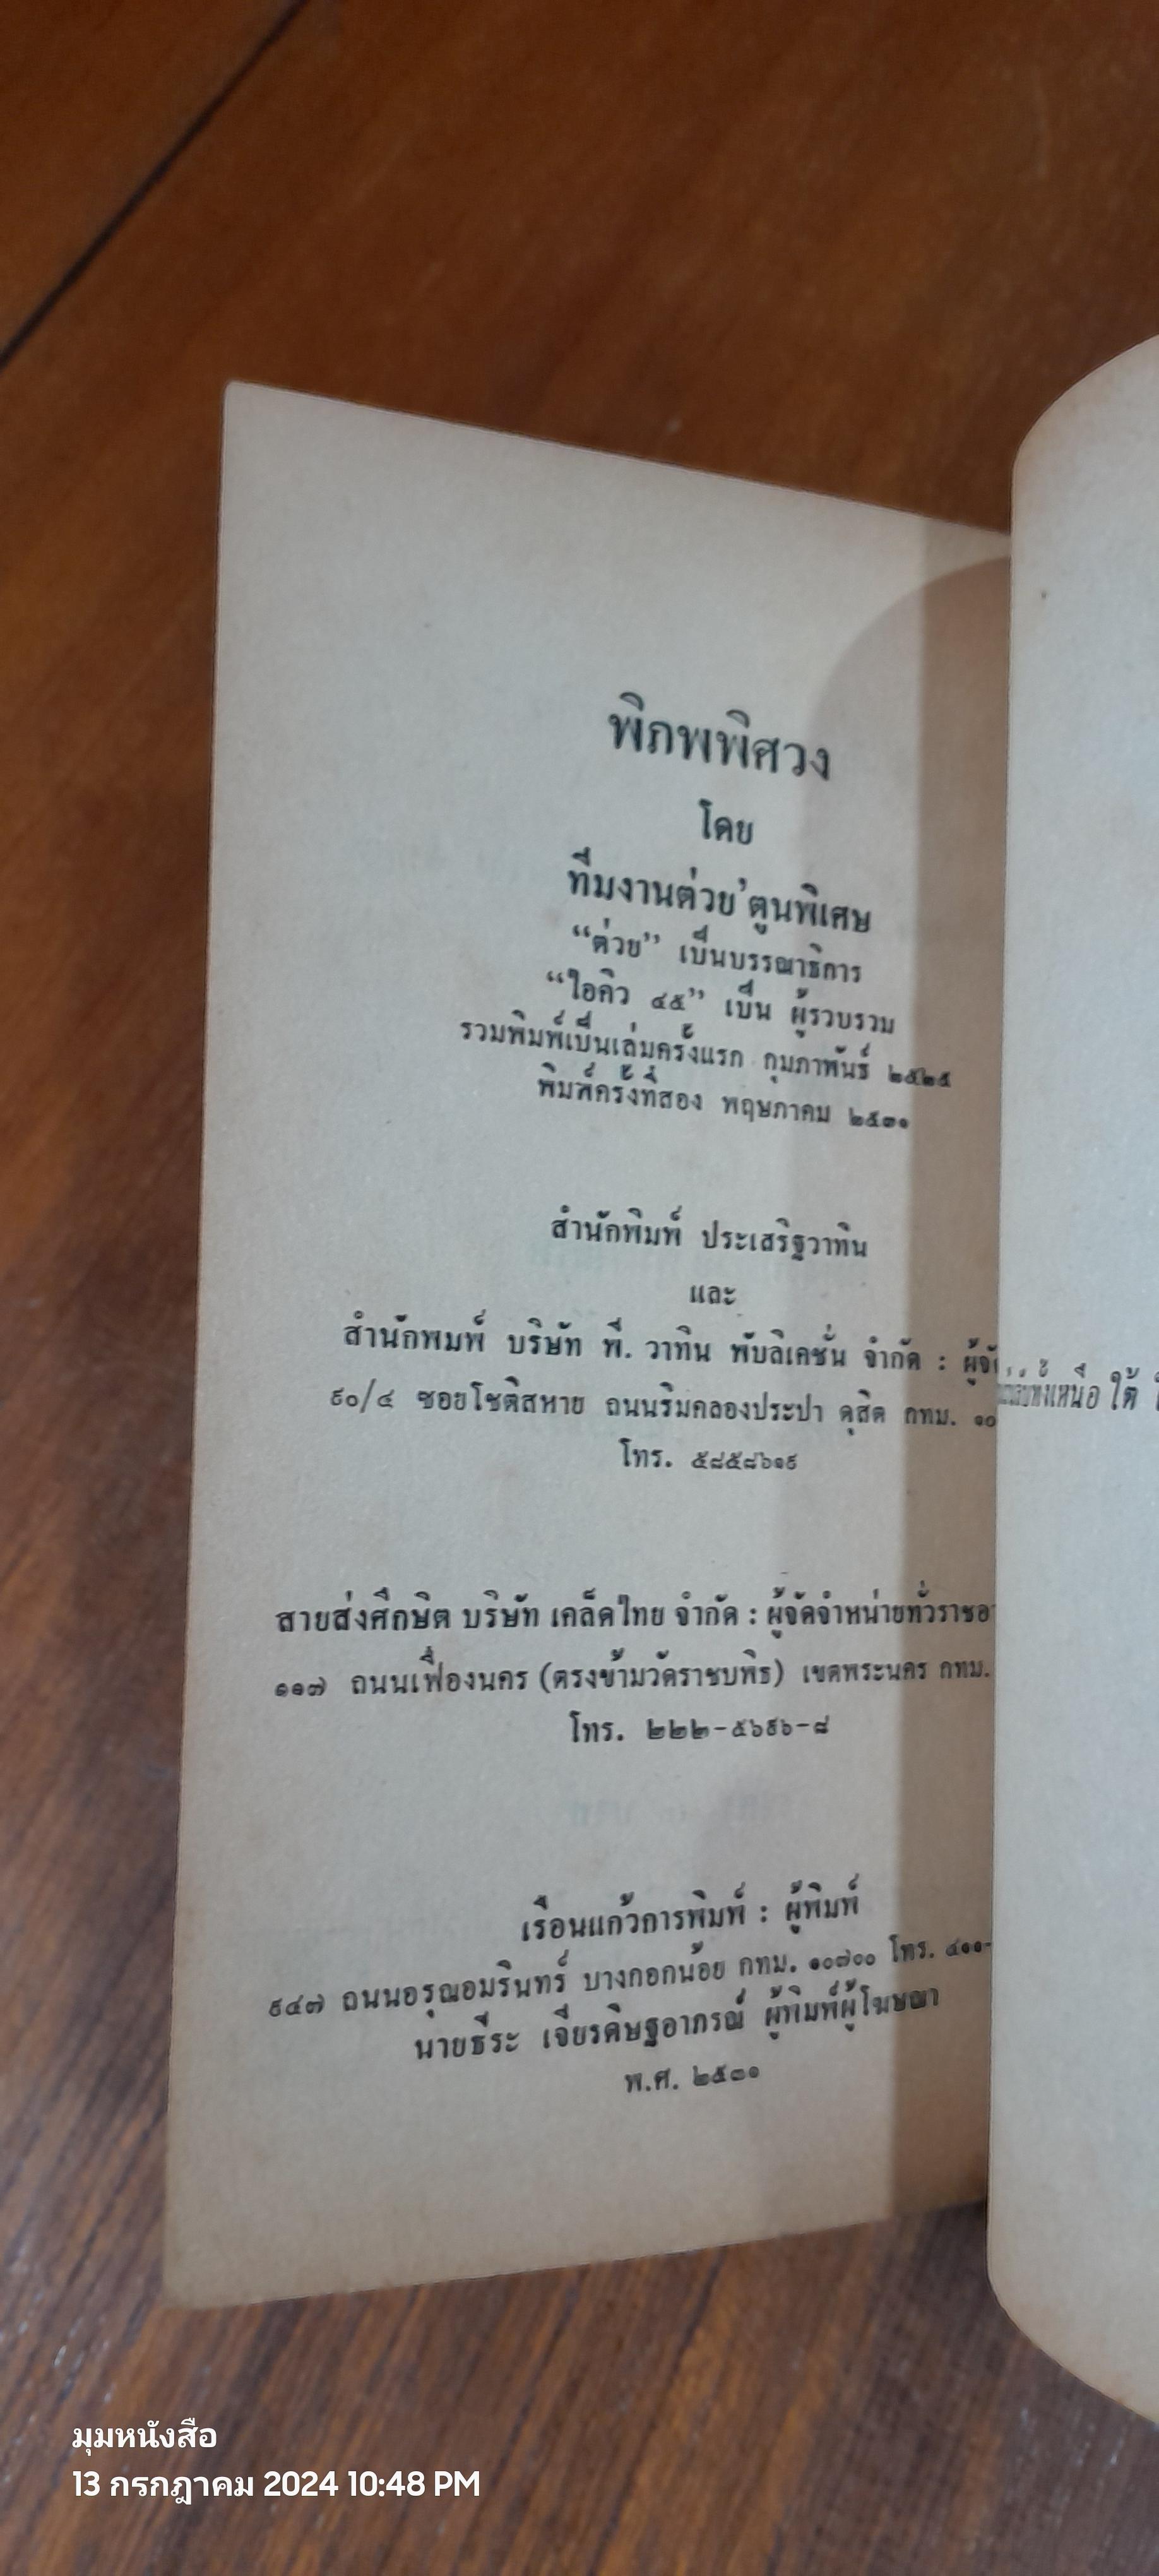 พิภพพิศวง
โดย
ทีมงานต่วย'ตูนพิเศษ
“ต่วย” เป็นบรรณาธิการ
“ไอคิว ๔๕” เป็น ผู้รวบรวม
รวมพิมพ์เป็นเล่มครั้งแรก กุมภาพันธ์ ๒๕๒๕
พิมพ์ครั้งที่สอง พฤษภาคม ๒๕๓๑
สำนักพิมพ์ ประเสริฐวาทิน
และ
สำนักพมพ์ บริษัท พี. วาทิน พับลิเคชั่น จำกัด : ผู้จั
๙๐/๔ ซอยโชติสหาย ถนนริมคลองประปา ดุสิต กทม. ๑๐
โทร. ๕๘๕๘๖๑๙
สายส่งศึกษิต บริษัท เคล็ดไทย จำกัด : ผู้จัดจำหน่ายทั่วราชอา
๑๑๗ ถนนเฟื่องนคร (ตรงข้ามวัดราชบพิธ) เขตพระนคร กทม.
โทร. ๒๒๒-๕๖๙๖-๘
เรือนแก้วการพิมพ์ : ผู้พิมพ์
๙๔๗ ถนนอรุณอมรินทร์ บางกอกน้อย กทม. ๑๐๗๐๐ โทร. ๔๑๑-
นายธีระ เจียรดิษฐอาภรณ์ ผู้พิมพ์ผู้โฆษณา
พ.ศ. ๒๕๓๑
ทั้งเหนือ ใต้
มุมหนังสือ
13 กรกฎาคม 2024 10:48 PM